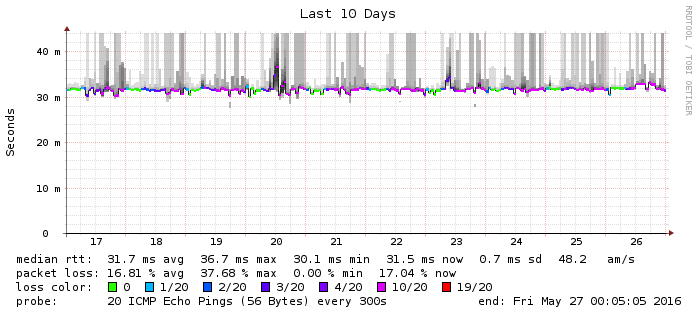 Last 10 Days
RRDTOOL / TOBI OETIKER
Seconds
40 m
30 m
20 m
10 m
0
17 18 19 20 21 22 23 24 25 26
median rtt: 31.7 ms avg 36.7 ms max 30.1 ms min 31.5 ms now 0.7 ms sd 48.2 am/s
packet loss: 16.81 % avg 37.68 % max 0.00 % min 17.04 % now
loss color: 0 1/20 2/20 3/20 4/20 10/20 19/20
probe: 20 ICMP Echo Pings (56 Bytes) every 300s end: Fri May 27 00:05:05 2016